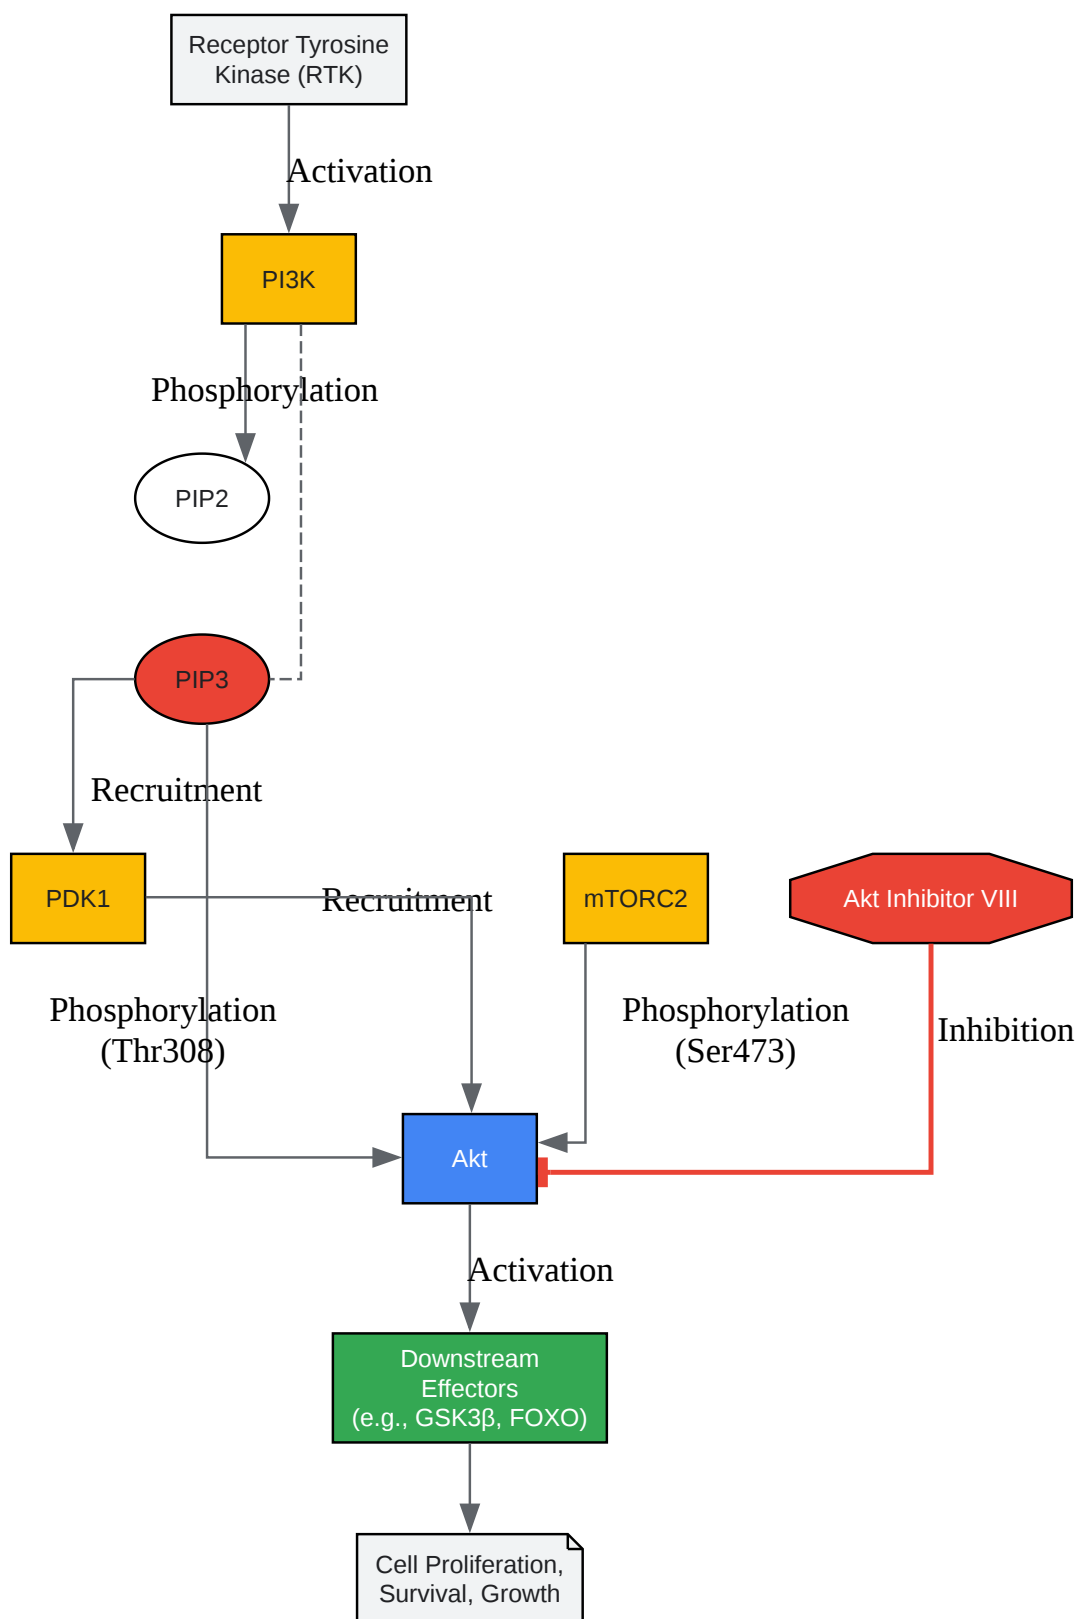 Receptor Tyrosine
Kinase (RTK)
Activation
PI3K
Phosphorylation
PIP2
PIP3
Recruitment
PDK1
Recruitment
mTORC2
Akt Inhibitor VIII
Phosphorylation
(Thr308)
Phosphorylation
(Ser473)
Inhibition
Akt
Activation
Downstream
Effectors
(e.g., GSK3β, FOXO)
Cell Proliferation,
Survival, Growth